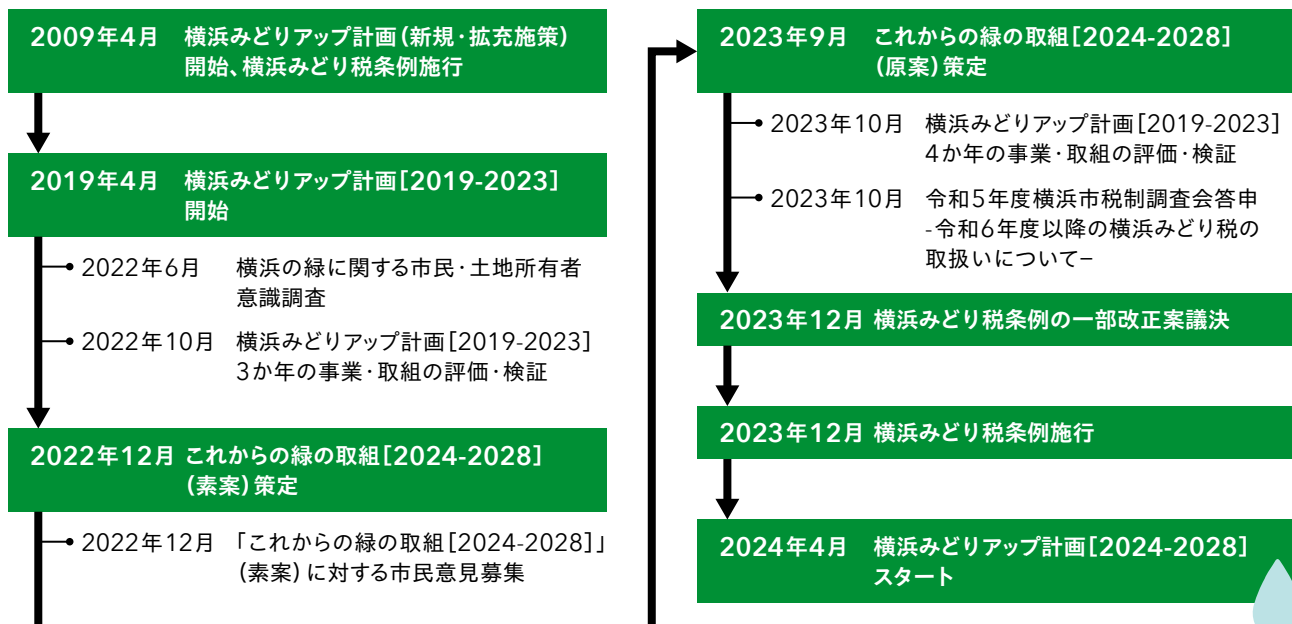 2009年4月 横浜みどりアップ計画(新規・拡充施策)
開始、横浜みどり税条例施行
2019年4月 横浜みどりアップ計画[2019-2023]
開始
2022年6月 横浜の緑に関する市民・土地所有者
意識調査
2022年10月 横浜みどりアップ計画[2019-2023]
3か年の事業・取組の評価・検証
2022年12月 これからの緑の取組[2024-2028]
(素案)策定
2022年12月 「これからの緑の取組[2024-2028]」
(素案)に対する市民意見募集
2023年9月 これからの緑の取組[2024-2028]
(原案)策定
2023年10月 横浜みどりアップ計画[2019-2023]
4か年の事業・取組の評価・検証
2023年10月 令和5年度横浜市税制調査会答申
-令和6年度以降の横浜みどり税の
取扱いについて−
2023年12月 横浜みどり税条例の一部改正案議決
2023年12月 横浜みどり税条例施行
2024年4月 横浜みどりアップ計画[2024-2028]
スタート